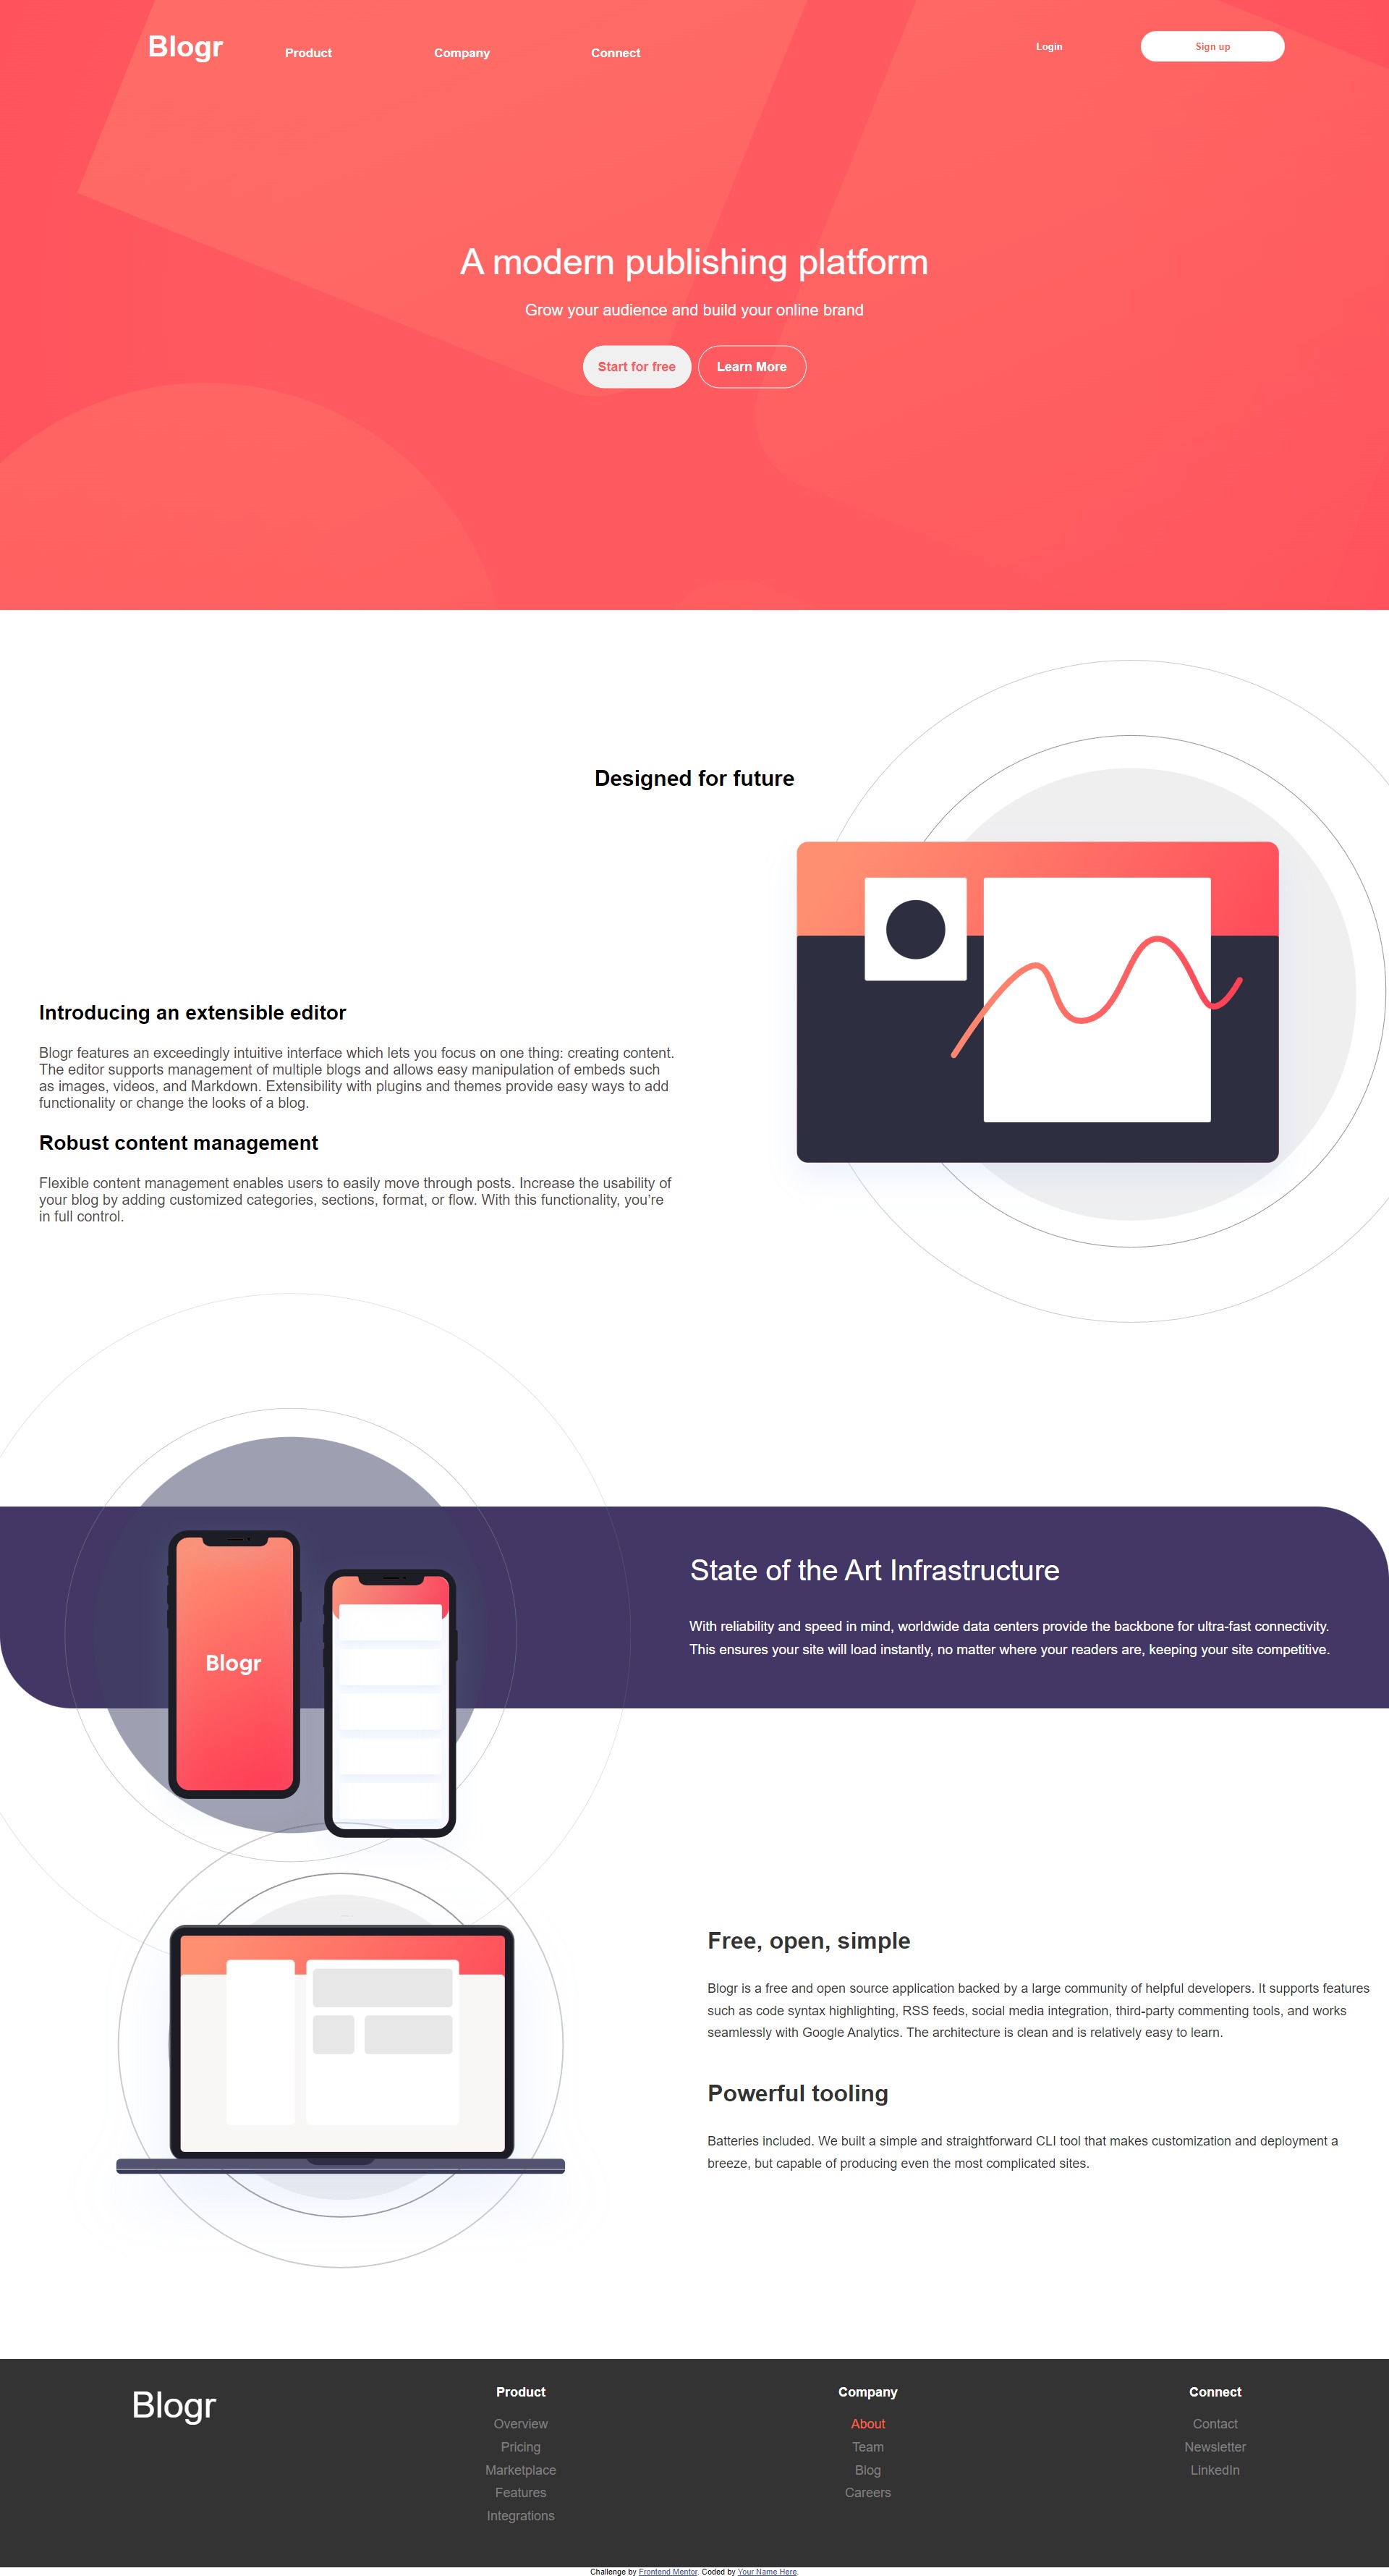 Blogr
Product
Company
Connect
Login
Sign up
A modern publishing platform
Grow your audience and build your online brand
Start for free
Learn More
Designed for future
Introducing an extensible editor
Blogr features an exceedingly intuitive interface which lets you focus on one thing: creating content.
The editor supports management of multiple blogs and allows easy manipulation of embeds such
as images, videos, and Markdown. Extensibility with plugins and themes provide easy ways to add
functionality or change the looks of a blog.
Robust content management
Flexible content management enables users to easily move through posts. Increase the usability of
your blog by adding customized categories, sections, format, or flow. With this functionality, you’re
in full control.
Blogr
State of the Art Infrastructure
With reliability and speed in mind, worldwide data centers provide the backbone for ultra-fast connectivity.
This ensures your site will load instantly, no matter where your readers are, keeping your site competitive.
Free, open, simple
Blogr is a free and open source application backed by a large community of helpful developers. It supports features
such as code syntax highlighting, RSS feeds, social media integration, third-party commenting tools, and works
seamlessly with Google Analytics. The architecture is clean and is relatively easy to learn.
Powerful tooling
Batteries included. We built a simple and straightforward CLI tool that makes customization and deployment a
breeze, but capable of producing even the most complicated sites.
Blogr
Product
Overview
Pricing
Marketplace
Features
Integrations
Company
About
Team
Blog
Careers
Connect
Contact
Newsletter
LinkedIn
Challenge by Frontend Mentor. Coded by Your Name Here.